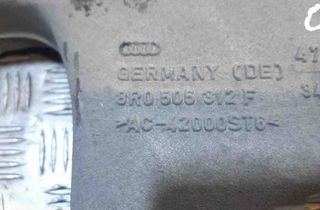 GERMANY (DE)
8R0 505 312 F
>AC-42000ST6<